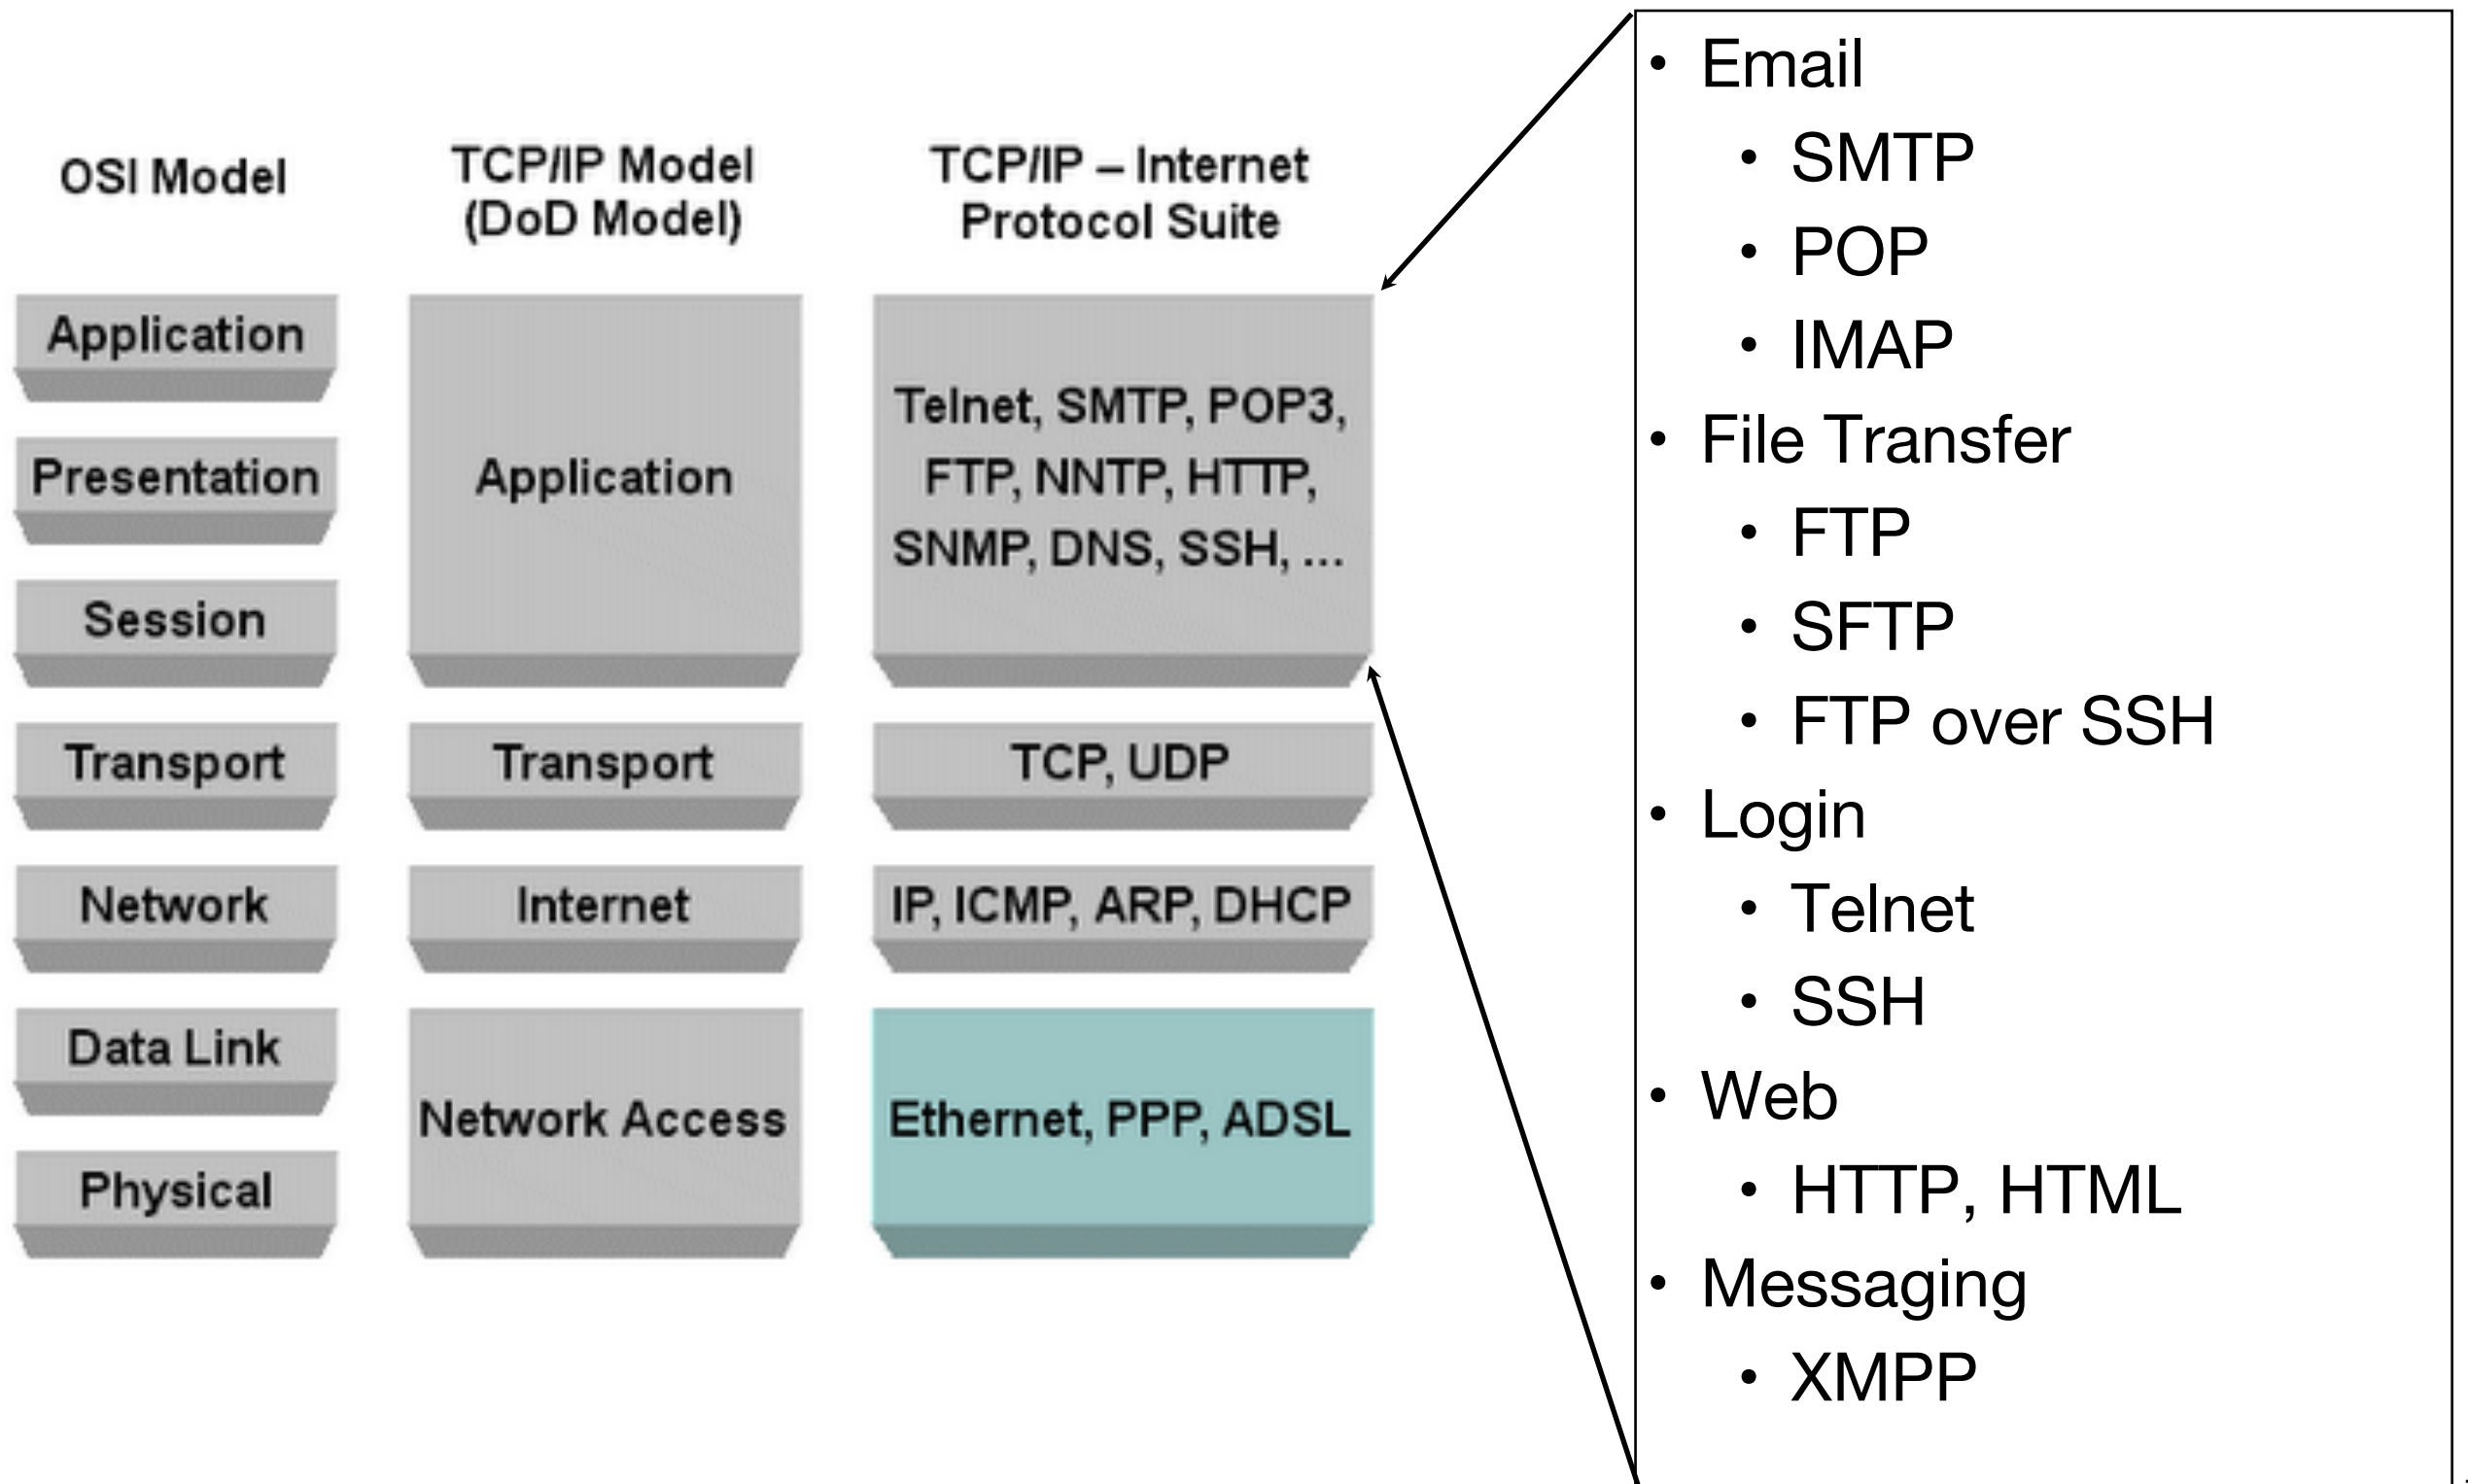 OSI Model
Application
Presentation
Session
Transport
Network
Data Link
Physical
TCP/IP Model
(DoD Model)
Application
Transport
Internet
Network Access
TCP/IP – Internet
Protocol Suite
Telnet, SMTP, POP3,
FTP, NNTP, HTTP,
SNMP, DNS, SSH, ...
TCP, UDP
IP, ICMP, ARP, DHCP
Ethernet, PPP, ADSL
• Email
• SMTP
• POP
• IMAP
• File Transfer
• FTP
• SFTP
• FTP over SSH
• Login
• Telnet
• SSH
• Web
• HTTP, HTML
• Messaging
• XMPP